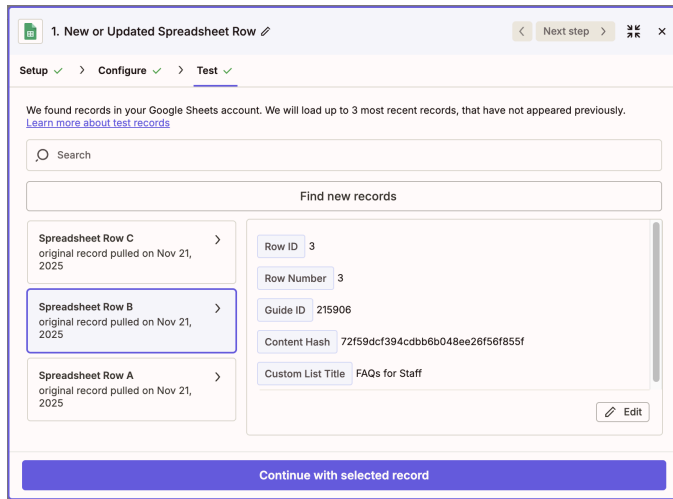 1. New or Updated Spreadsheet Row
Next step
Setup
Configure
Test
We found records in your Google Sheets account. We will load up to 3 most recent records, that have not appeared previously.
Learn more about test records
Search
Find new records
Spreadsheet Row C
original record pulled on Nov 21,
2025
Spreadsheet Row B
original record pulled on Nov 21,
2025
Spreadsheet Row A
original record pulled on Nov 21,
2025
Row ID 3
Row Number 3
Guide ID 215906
Content Hash 72f59dcf394cdbb6b048ee26f56f855f
Custom List Title FAQs for Staff
Edit
Continue with selected record